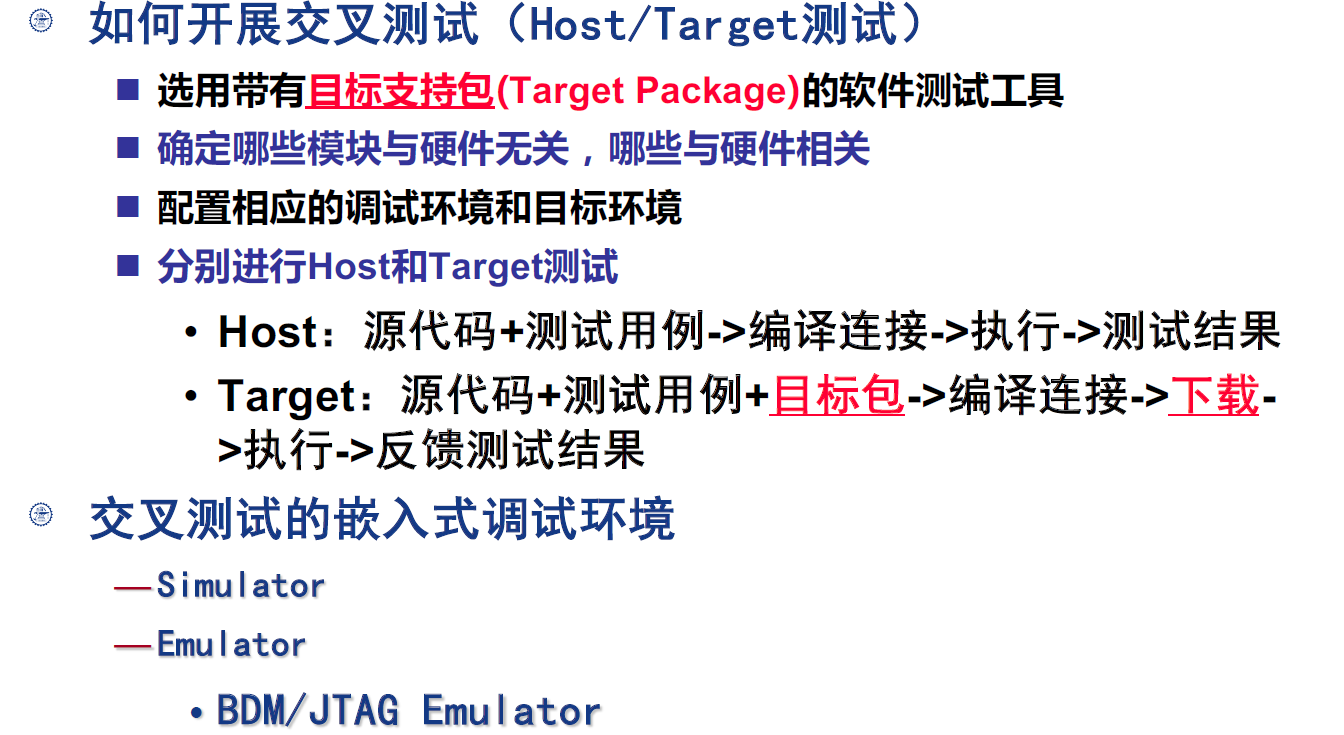 如何开展交叉测试（Host/Target测试）
选用带有目标支持包(Target Package)的软件测试工具
确定哪些模块与硬件无关，哪些与硬件相关
配置相应的调试环境和目标环境
分别进行Host和Target测试
• Host：源代码+测试用例->编译连接->执行->测试结果
• Target：源代码+测试用例+目标包->编译连接->下载-
>执行->反馈测试结果
交叉测试的嵌入式调试环境
—Simulator
—Emulator
• BDM/JTAG Emulator